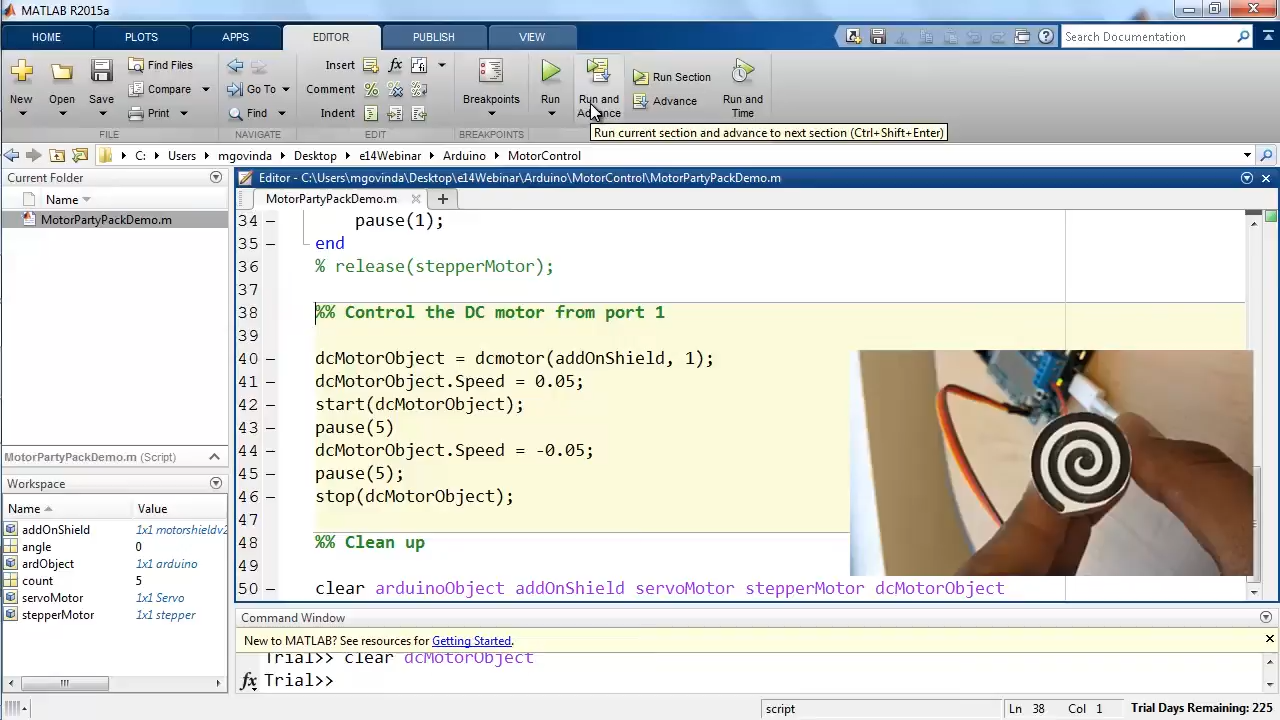 MATLAB R2015a
HOME PLOTS APPS EDITOR PUBLISH VIEW
Search Documentation
New Open Save Find Files Compare Print
Go To Find
Insert Comment Indent
fx
Breakpoints Run Run and Advance Run Section Advance Run and Time
FILE NAVIGATE EDIT BREAKPOINTS
Run current section and advance to next section (Ctrl+Shift+Enter)
C: Users mgovinda Desktop e14Webinar Arduino MotorControl
Current Folder
Name
MotorPartyPackDemo.m
MotorPartyPackDemo.m (Script)
Workspace
Name Value
addOnShield 1x1 motorshieldv2
angle 0
ardObject 1x1 arduino
count 5
servoMotor 1x1 Servo
stepperMotor 1x1 stepper
Editor - C:\Users\mgovinda\Desktop\e14Webinar\Arduino\MotorControl\MotorPartyPackDemo.m
MotorPartyPackDemo.m
34 – pause(1);
35 – end
36 % release(stepperMotor);
37
38 %% Control the DC motor from port 1
39
40 – dcMotorObject = dcmotor(addOnShield, 1);
41 – dcMotorObject.Speed = 0.05;
42 – start(dcMotorObject);
43 – pause(5)
44 – dcMotorObject.Speed = -0.05;
45 – pause(5);
46 – stop(dcMotorObject);
47
48 %% Clean up
49
50 – clear arduinoObject addOnShield servoMotor stepperMotor dcMotorObject
Command Window
New to MATLAB? See resources for Getting Started.
Trial>> clear dcMotorObject
fx Trial>>
script Ln 38 Col 1 Trial Days Remaining: 225